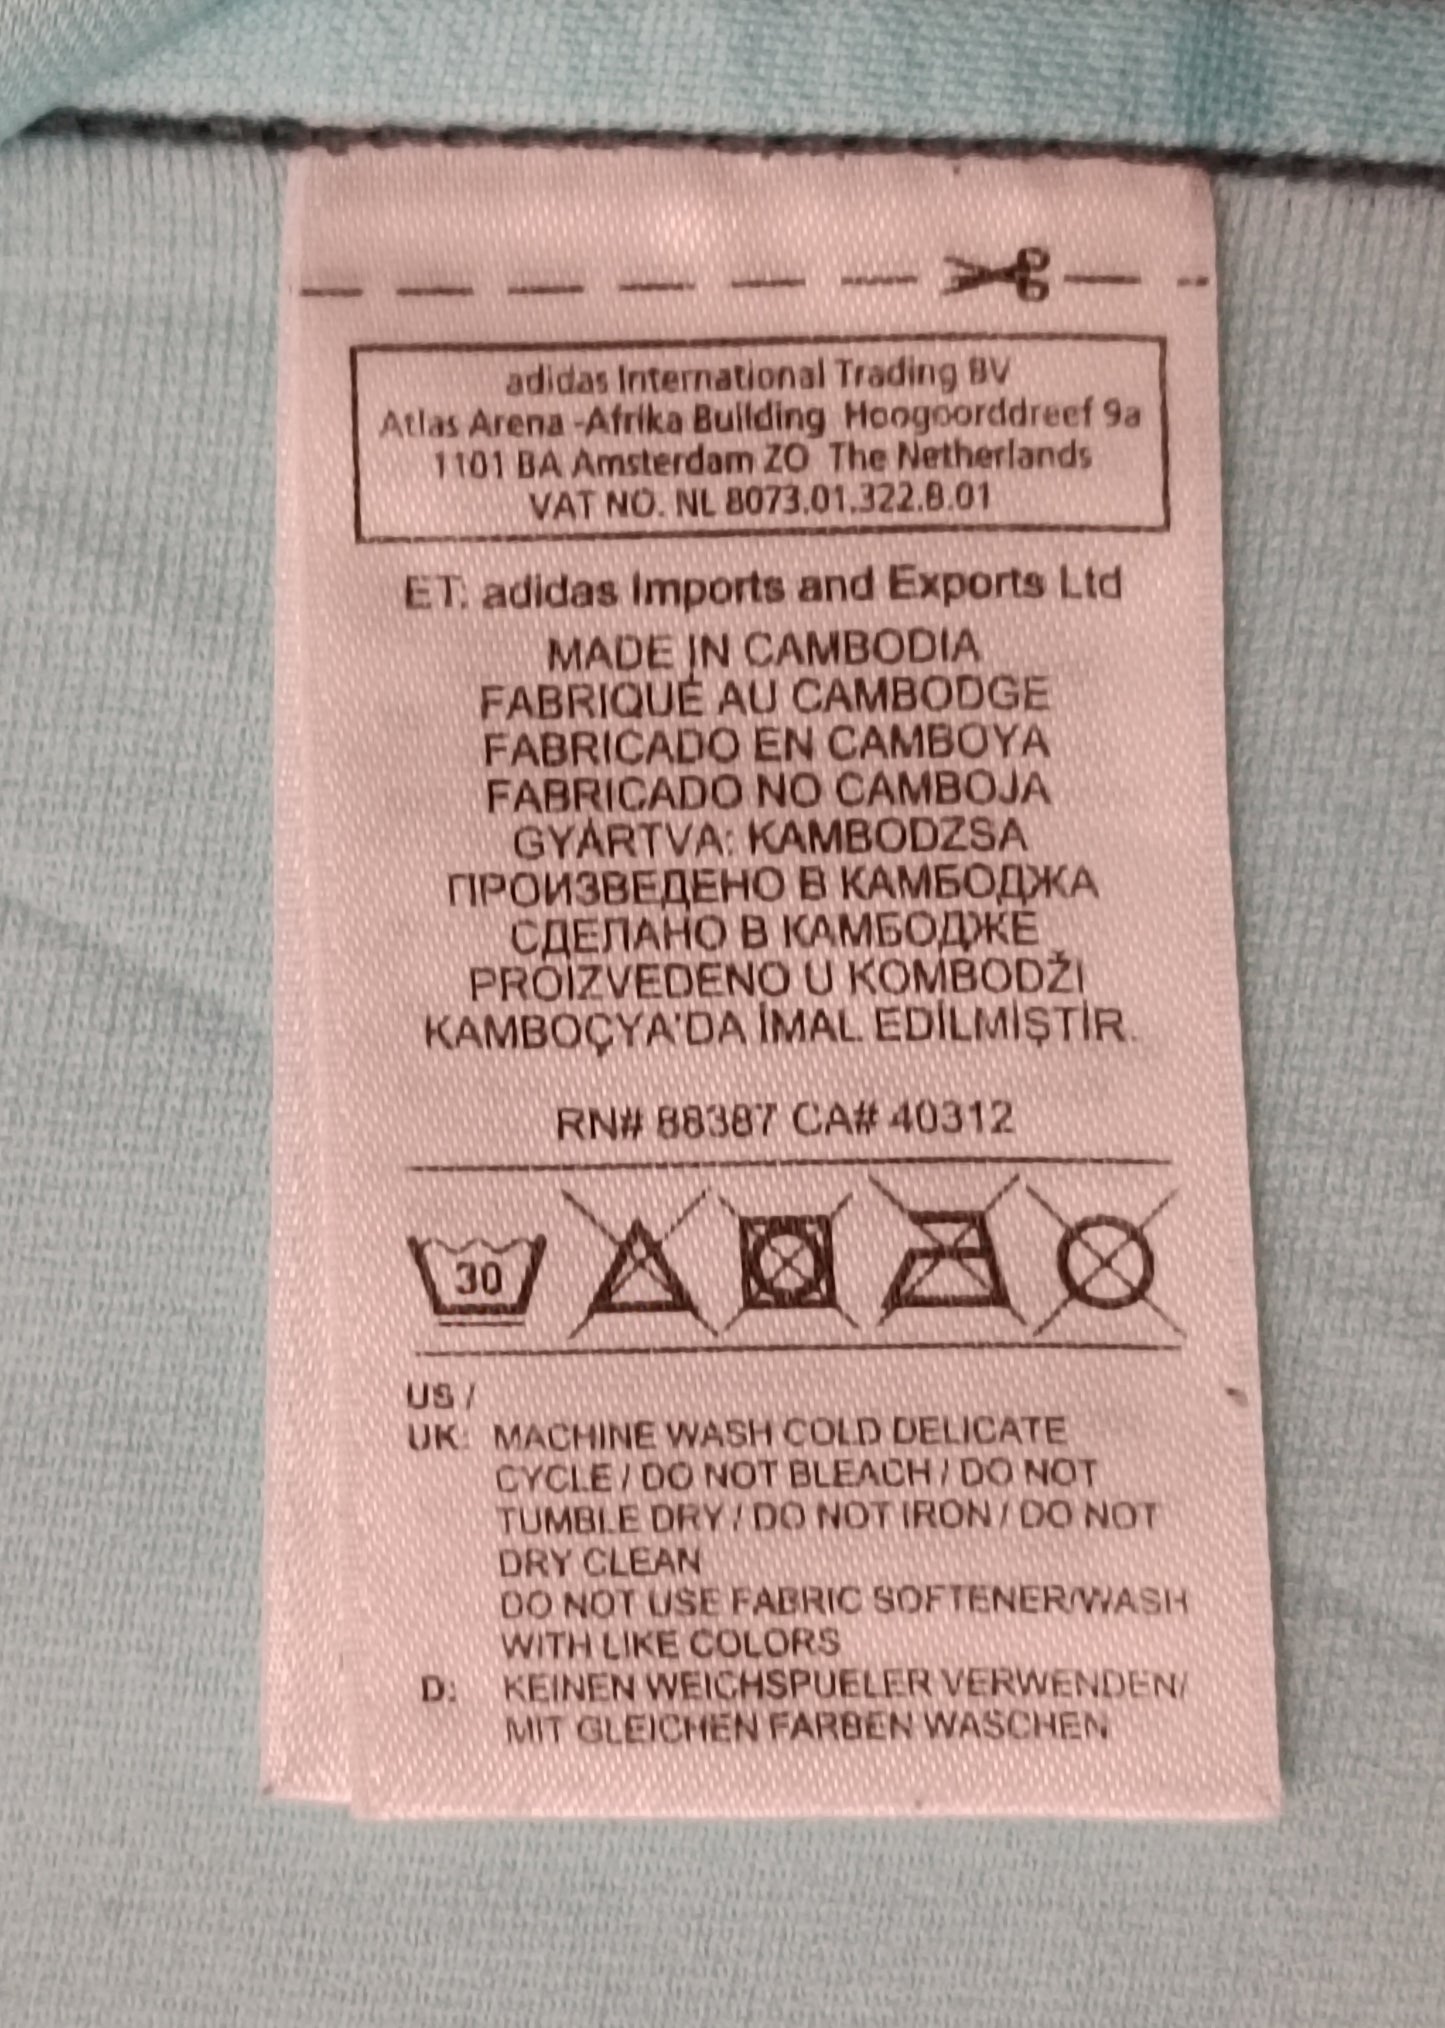 adidas International Trading BV
Atlas Arena -Afrika Building Hoogoorddreef 9a
1101 BA Amsterdam ZO The Netherlands
VAT NO. NL 8073.01.322.B.01
ET: adidas Imports and Exports Ltd
MADE IN CAMBODIA
FABRIQUÉ AU CAMBODGE
FABRICADO EN CAMBOYA
FABRICADO NO CAMBOJA
GYÁRTVA: KAMBODZSA
ПРОИЗВЕДЕНО В КАМБОДЖА
СДЕЛАНО В КАМБОДЖЕ
PROIZVEDENO U KOMBODŽI
KAMBOÇYA'DA İMAL EDİLMİŞTİR.
RN# 88387 CA# 40312
30
US /
UK: MACHINE WASH COLD DELICATE
CYCLE / DO NOT BLEACH / DO NOT
TUMBLE DRY / DO NOT IRON / DO NOT
DRY CLEAN
DO NOT USE FABRIC SOFTENER/WASH
WITH LIKE COLORS
D: KEINEN WEICHSPUELER VERWENDEN/
MIT GLEICHEN FARBEN WASCHEN